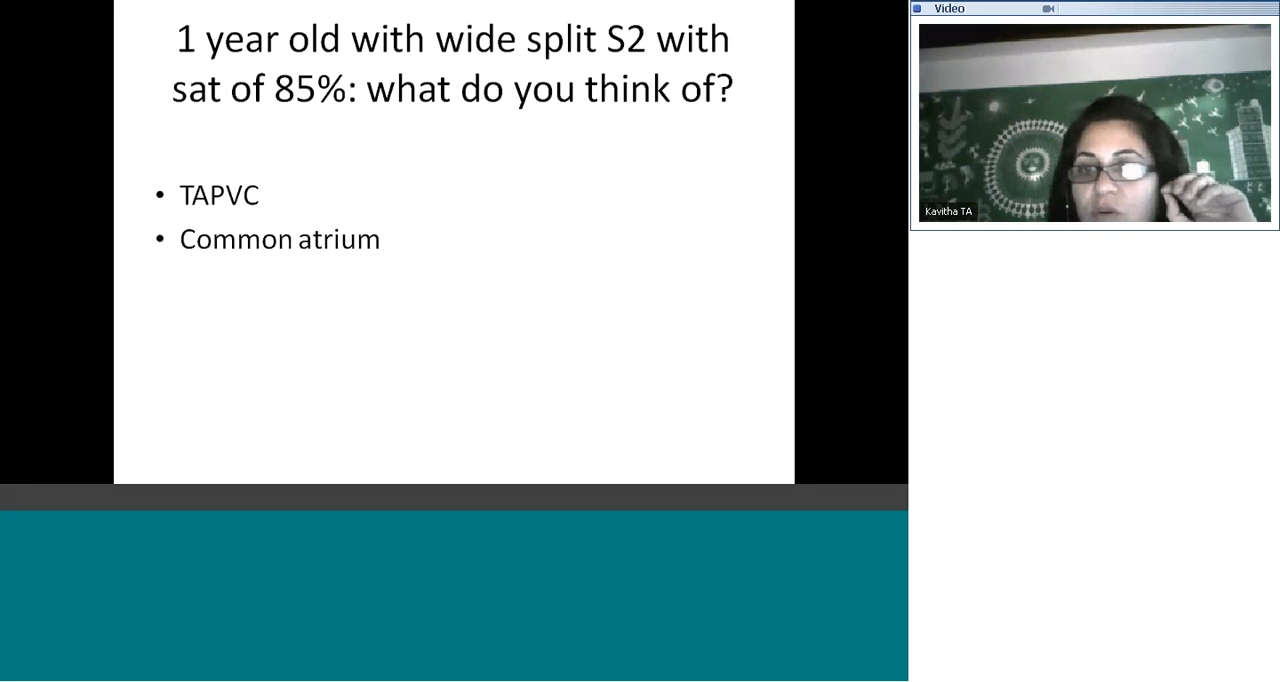 1 year old with wide split S2 with
sat of 85%: what do you think of?
• TAPVC
• Common atrium
Video
Kavitha TA